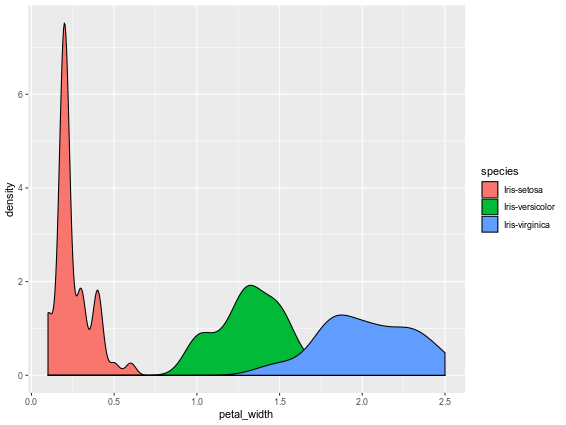 density
6
4
2
0
0.0 0.5 1.0 1.5 2.0 2.5
petal_width
species
Iris-setosa
Iris-versicolor
Iris-virginica